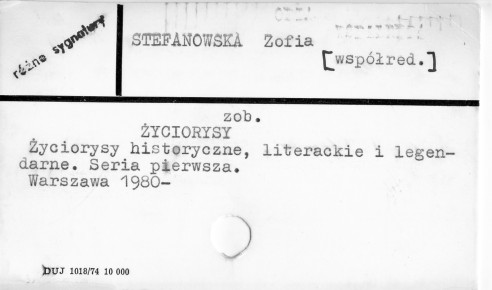 różne sygnatury
STEFANOWSKA Zofia
[współred.]
zob.
ŻYCIORYSY
Życiorysy historyczne, literackie i legen-
darne. Seria pierwsza.
Warszawa 1980-
DUJ 1018/74 10 000